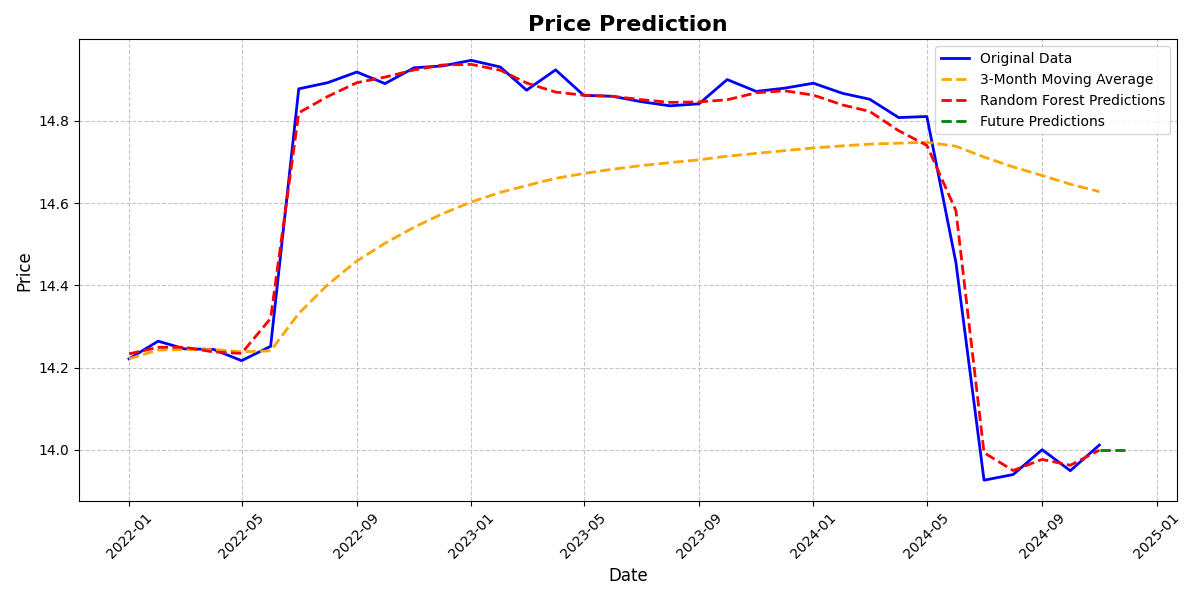 Price Prediction
Original Data
3-Month Moving Average
Random Forest Predictions
Future Predictions
Price
14.8
14.6
14.4
14.2
14.0
2022-01
2022-05
2022-09
2023-01
2023-05
2023-09
2024-01
2024-05
2024-09
2025-01
Date